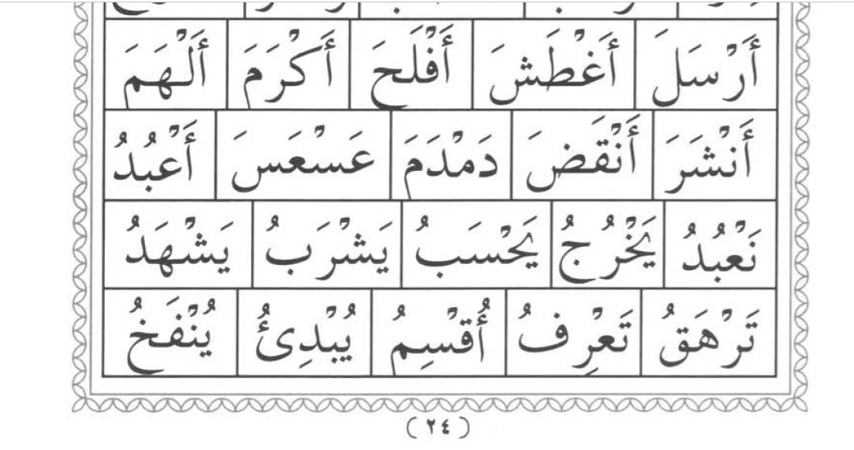 أَرْسَلَ أَغْطَشَ أَفْلَحَ أَكْرَمَ أَلْهَمَ
أَنْشَرَ أَنْقَضَ دَمْدَمَ عَسْعَسَ أَعْبُدُ
نَعْبُدُ يَخْرُجُ يَحْسَبُ يَشْرَبُ يَشْهَدُ
تَرْهَقُ تَعْرِفُ أُقْسِمُ يُبْدِئُ يُنْفَخُ
(٢٤)